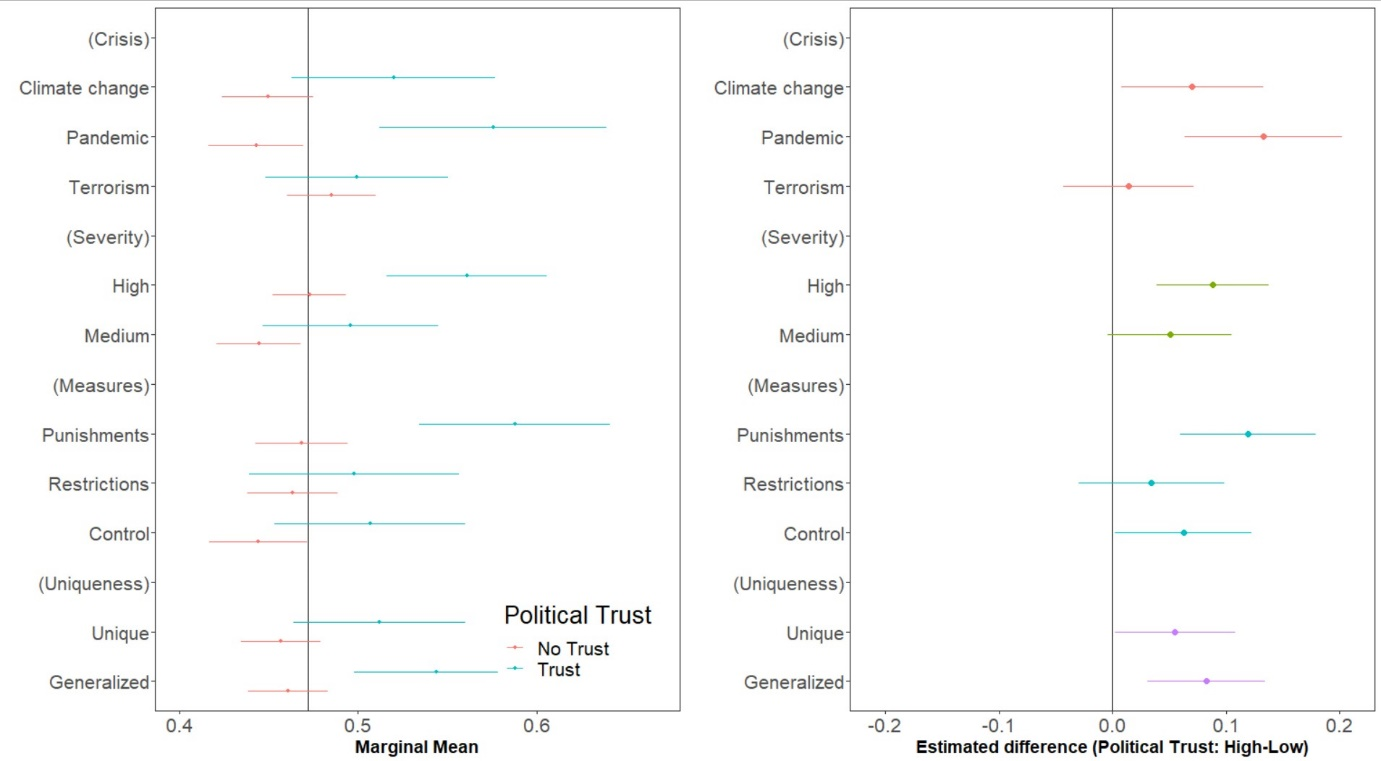 (Crisis)
Climate change
Pandemic
Terrorism
(Severity)
High
Medium
(Measures)
Punishments
Restrictions
Control
(Uniqueness)
Unique
Generalized
Political Trust
No Trust
Trust
0.4 0.5 0.6
Marginal Mean
(Crisis)
Climate change
Pandemic
Terrorism
(Severity)
High
Medium
(Measures)
Punishments
Restrictions
Control
(Uniqueness)
Unique
Generalized
-0.2 -0.1 0.0 0.1 0.2
Estimated difference (Political Trust: High-Low)